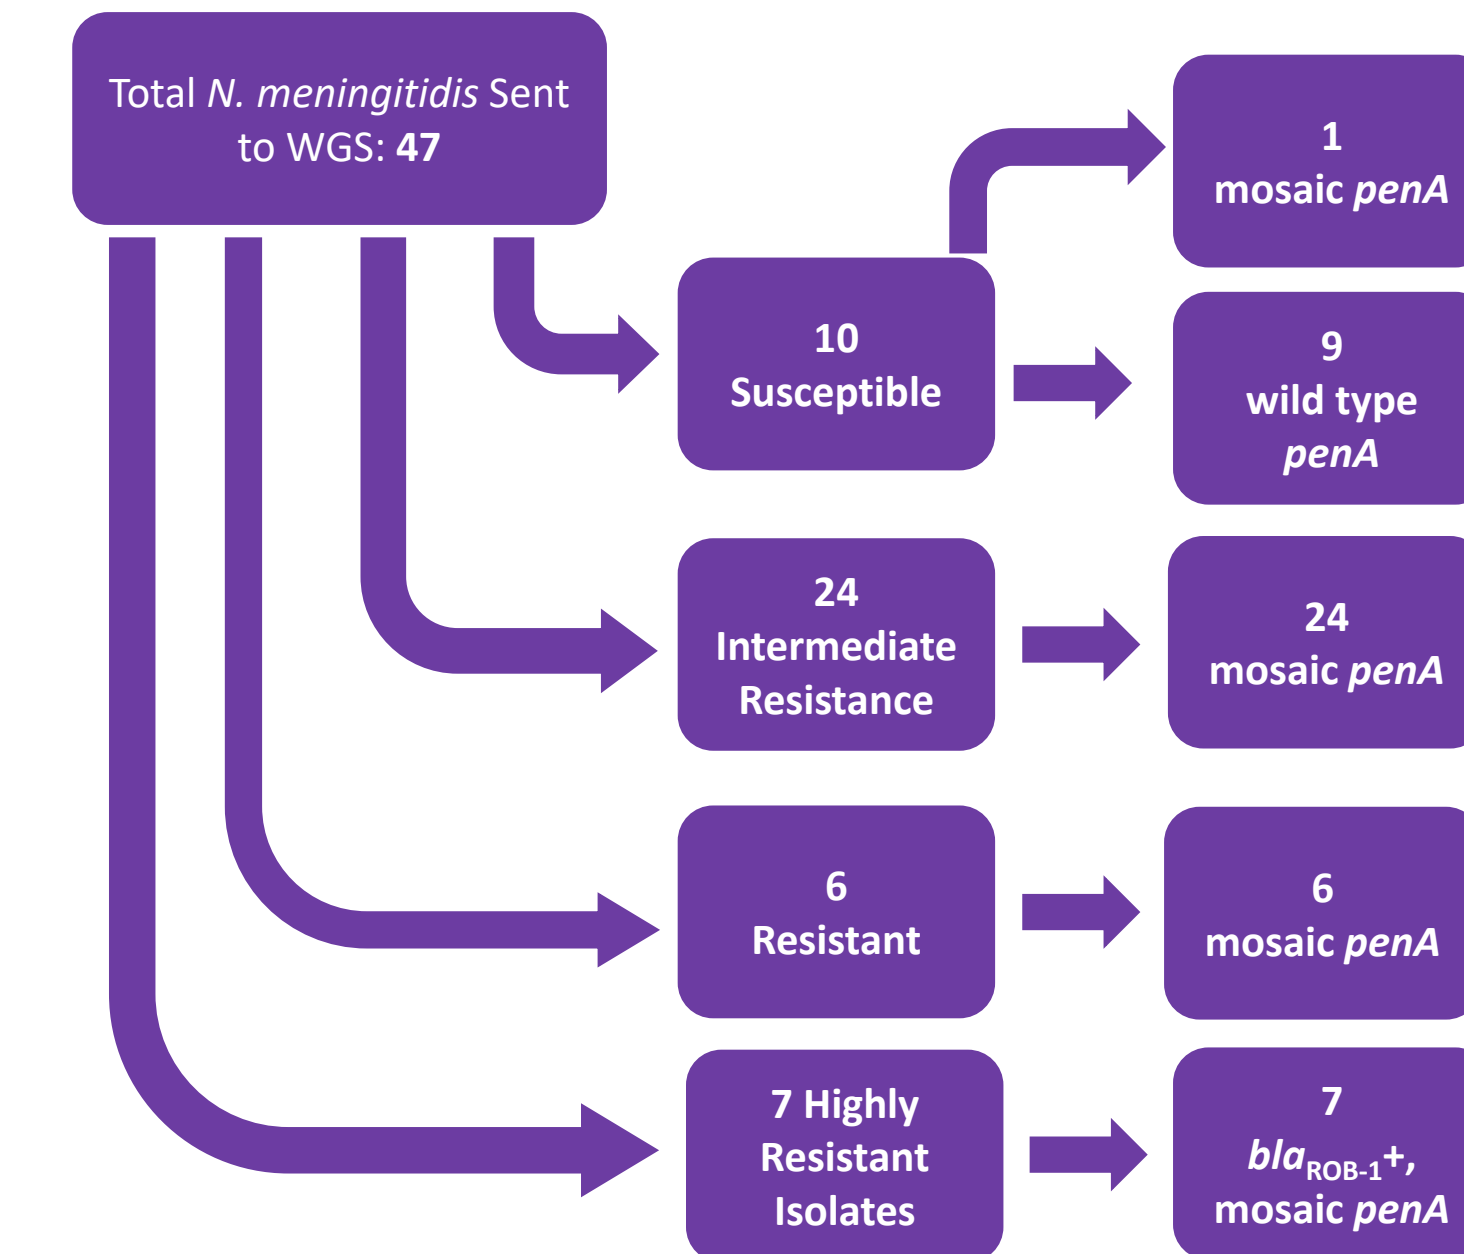 Total N. meningitidis Sent
to WGS: 47
1
mosaic penA
10
Susceptible
9
wild type
penA
24
Intermediate
Resistance
24
mosaic penA
6
Resistant
6
mosaic penA
7 Highly
Resistant
Isolates
7
blaROB-1+,
mosaic penA